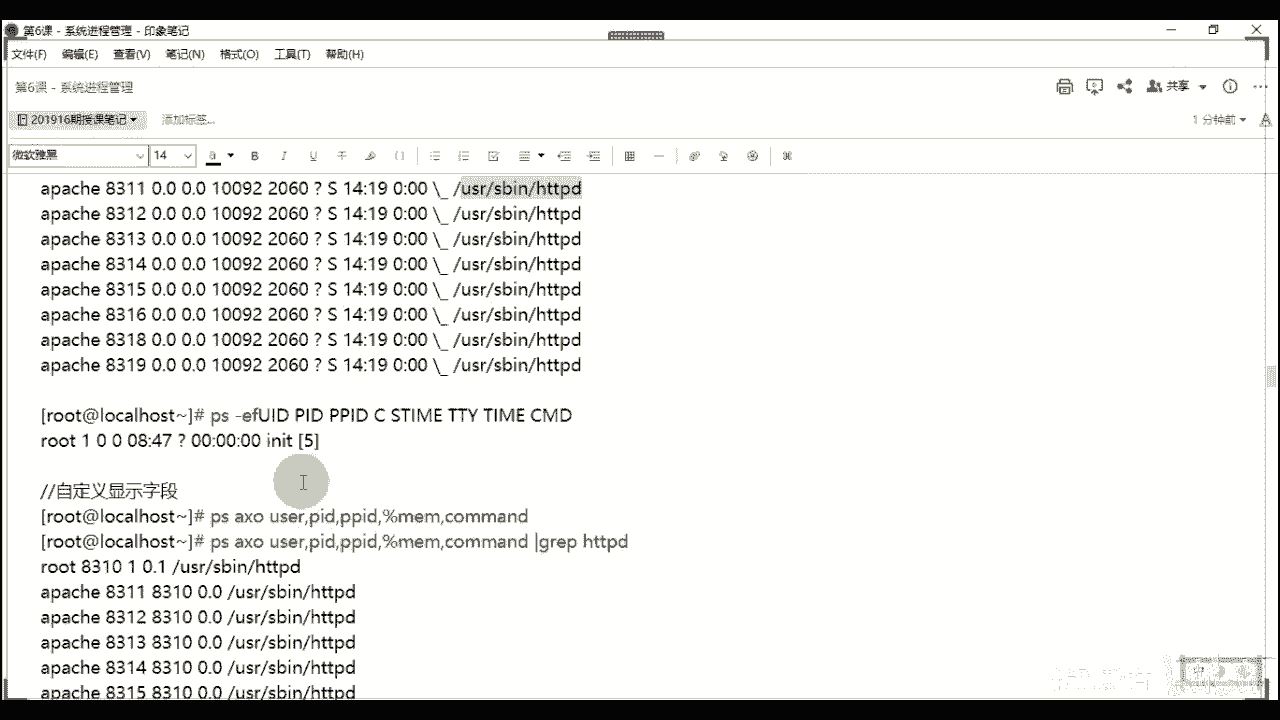 第6课 - 系统进程管理 - 印象笔记
文件(F) 编辑(E) 查看(V) 笔记(N) 格式(O) 工具(T) 帮助(H)
第6课 - 系统进程管理
共享
201916期授课笔记 添加标签...
1 分钟前
微软雅黑 14 a B I U T
apache 8311 0.0 0.0 10092 2060 ? S 14:19 0:00 \_ /usr/sbin/httpd
apache 8312 0.0 0.0 10092 2060 ? S 14:19 0:00 \_ /usr/sbin/httpd
apache 8313 0.0 0.0 10092 2060 ? S 14:19 0:00 \_ /usr/sbin/httpd
apache 8314 0.0 0.0 10092 2060 ? S 14:19 0:00 \_ /usr/sbin/httpd
apache 8315 0.0 0.0 10092 2060 ? S 14:19 0:00 \_ /usr/sbin/httpd
apache 8316 0.0 0.0 10092 2060 ? S 14:19 0:00 \_ /usr/sbin/httpd
apache 8318 0.0 0.0 10092 2060 ? S 14:19 0:00 \_ /usr/sbin/httpd
apache 8319 0.0 0.0 10092 2060 ? S 14:19 0:00 \_ /usr/sbin/httpd
[root@localhost~]# ps -efUID PID PPID C STIME TTY TIME CMD
root 1 0 0 08:47 ? 00:00:00 init [5]
//自定义显示字段
[root@localhost~]# ps axo user,pid,ppid,%mem,command
[root@localhost~]# ps axo user,pid,ppid,%mem,command |grep httpd
root 8310 1 0.1 /usr/sbin/httpd
apache 8311 8310 0.0 /usr/sbin/httpd
apache 8312 8310 0.0 /usr/sbin/httpd
apache 8313 8310 0.0 /usr/sbin/httpd
apache 8314 8310 0.0 /usr/sbin/httpd
apache 8315 8310 0.0 /usr/sbin/httpd